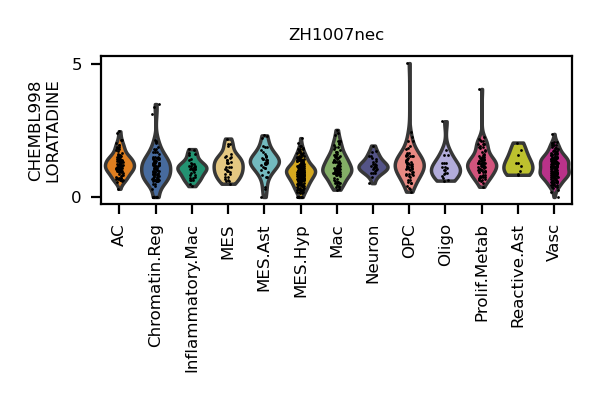 ZH1007nec
CHEMBL998
LORATADINE
5
0
AC
Chromatin.Reg
Inflammatory.Mac
MES
MES.Ast
MES.Hyp
Mac
Neuron
OPC
Oligo
Prolif.Metab
Reactive.Ast
Vasc